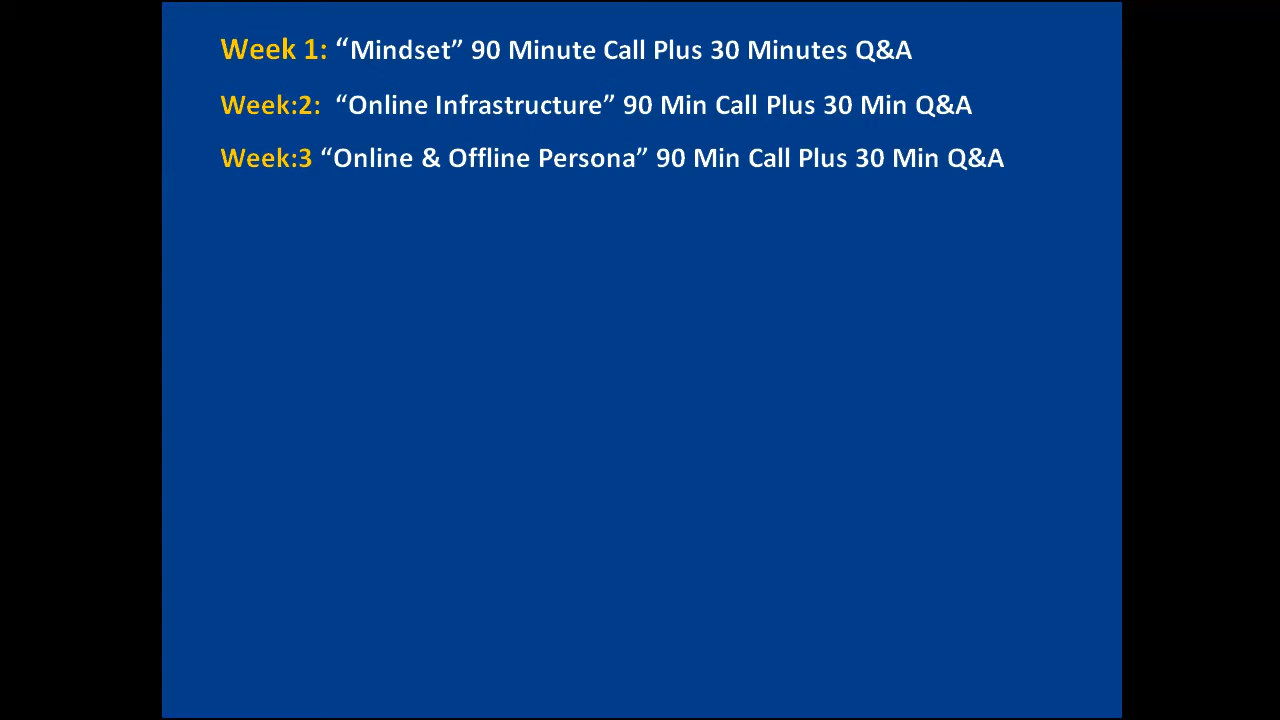 Week 1: “Mindset” 90 Minute Call Plus 30 Minutes Q&A
Week:2:  “Online Infrastructure” 90 Min Call Plus 30 Min Q&A
Week:3 “Online & Offline Persona” 90 Min Call Plus 30 Min Q&A